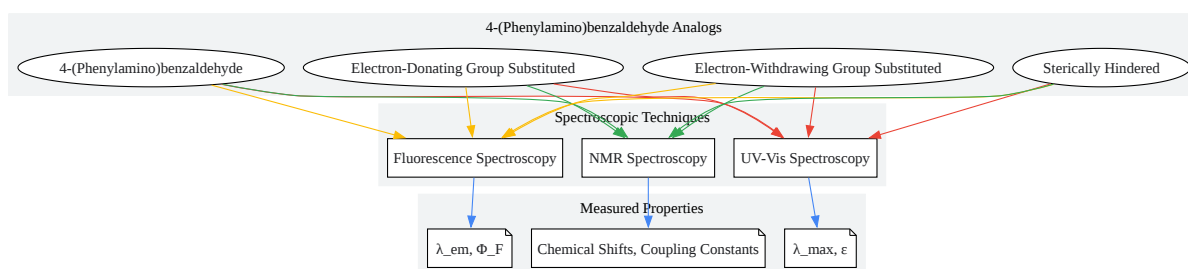 4-(Phenylamino)benzaldehyde Analogs
4-(Phenylamino)benzaldehyde
Electron-Donating Group Substituted
Electron-Withdrawing Group Substituted
Sterically Hindered
Spectroscopic Techniques
Fluorescence Spectroscopy
NMR Spectroscopy
UV-Vis Spectroscopy
Measured Properties
λ_em, Φ_F
Chemical Shifts, Coupling Constants
λ_max, ε